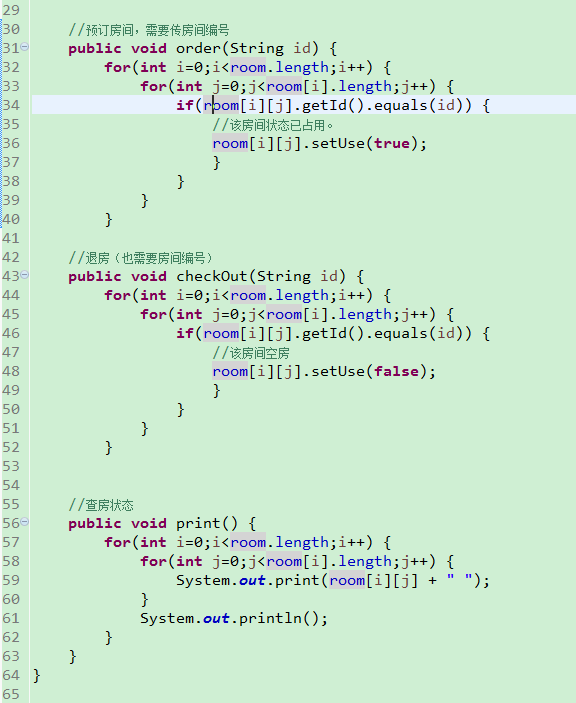 29
30 //预订房间，需要传房间编号
31 public void order(String id) {
32 for(int i=0;i<room.length;i++) {
33 for(int j=0;j<room[i].length;j++) {
34 if(room[i][j].getId().equals(id)) {
35 //该房间状态已占用。
36 room[i][j].setUse(true);
37 }
38 }
39 }
40 }
41
42 //退房（也需要房间编号）
43 public void checkOut(String id) {
44 for(int i=0;i<room.length;i++) {
45 for(int j=0;j<room[i].length;j++) {
46 if(room[i][j].getId().equals(id)) {
47 //该房间空房
48 room[i][j].setUse(false);
49 }
50 }
51 }
52 }
53
54
55 //查房状态
56 public void print() {
57 for(int i=0;i<room.length;i++) {
58 for(int j=0;j<room[i].length;j++) {
59 System.out.print(room[i][j] + " ");
60 }
61 System.out.println();
62 }
63 }
64 }
65